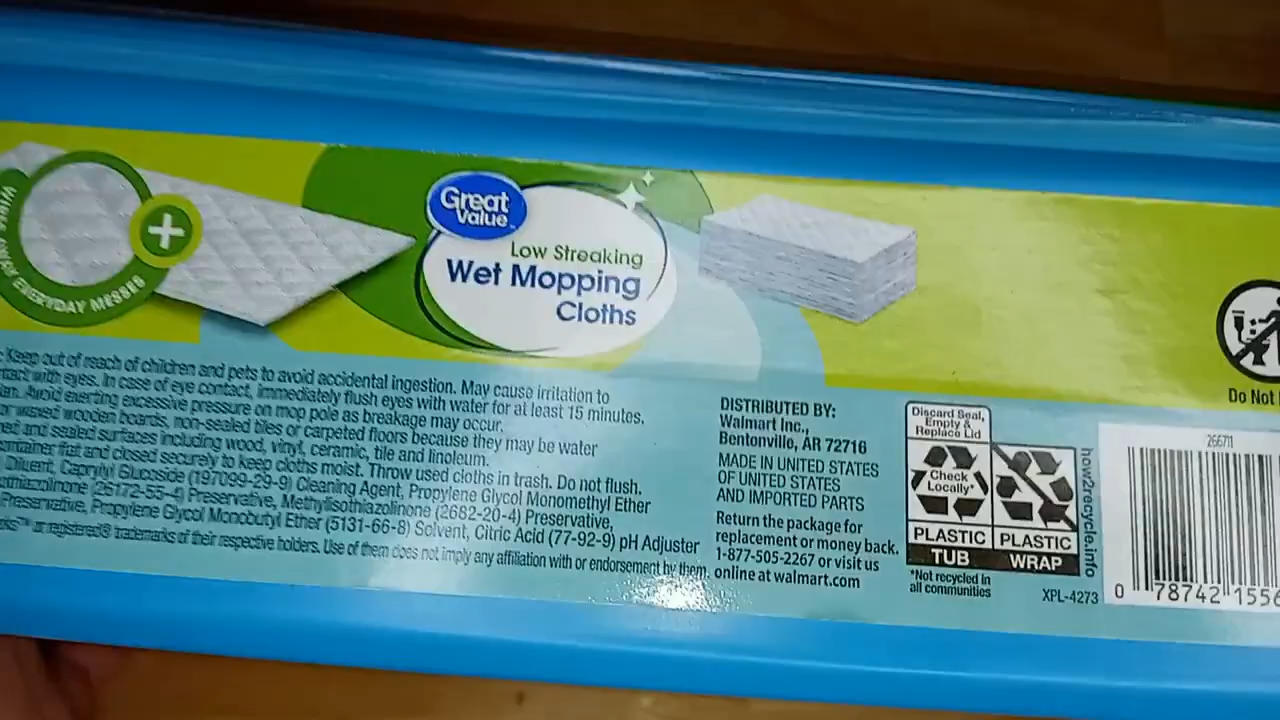 WIPES AWAY EVERYDAY MESSES
Great
Value
Low Streaking
Wet Mopping
Cloths
: Keep out of reach of children and pets to avoid accidental ingestion. May cause irritation to
with eyes. In case of eye contact, immediately flush eyes with water for at least 15 minutes.
Avoid exerting excessive pressure on mop pole as breakage may occur.
or waxed wooden boards, non-sealed tiles or carpeted floors because they may be water
and sealed surfaces including wood, vinyl, ceramic, tile and linoleum.
flat and closed securely to keep cloths moist. Throw used cloths in trash. Do not flush.
Diluent, Caprylyl Glucoside (197099-29-9) Cleaning Agent, Propylene Glycol Monomethyl Ether
(26172-55-4) Preservative, Methylisothiazolinone (2682-20-4) Preservative,
Preservative, Propylene Glycol Monobutyl Ether (5131-66-8) Solvent, Citric Acid (77-92-9) pH Adjuster
™ or registered® trademarks of their respective holders. Use of them does not imply any affiliation with or endorsement by them.
DISTRIBUTED BY:
Walmart Inc.,
Bentonville, AR 72716
MADE IN UNITED STATES
OF UNITED STATES
AND IMPORTED PARTS
Return the package for
replacement or money back.
1-877-505-2267 or visit us
online at walmart.com
Discard Seal,
Empty &
Replace Lid
Check
Locally*
PLASTIC
TUB
PLASTIC
WRAP
*Not recycled in
all communities
how2recycle.info
XPL-4273
Do Not
266711
0 78742 1556